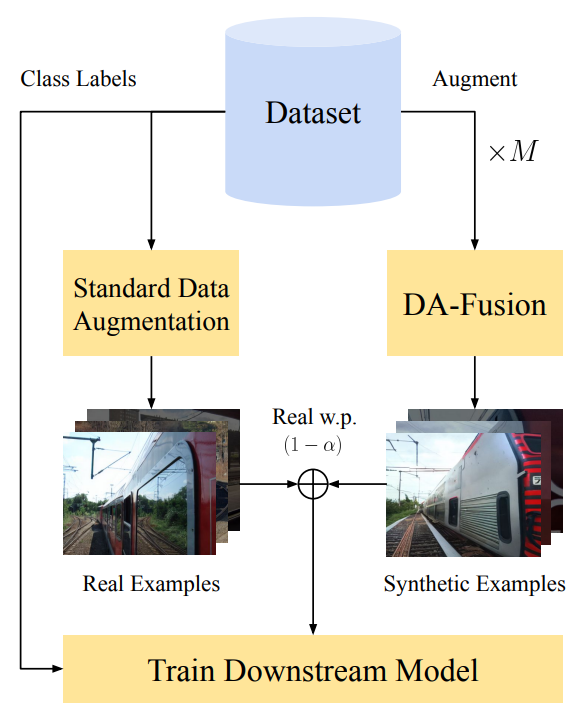 Class Labels
Dataset
Augment
×M
Standard Data
Augmentation
DA-Fusion
Real w.p.
(1 − α)
Real Examples
Synthetic Examples
Train Downstream Model